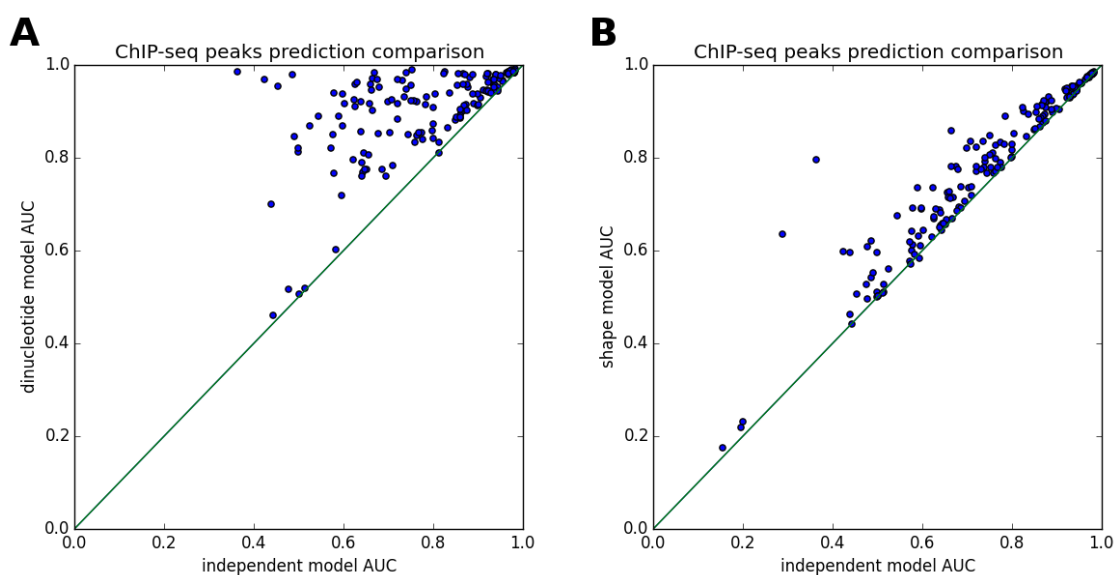 A
ChIP-seq peaks prediction comparison
1.0
0.8
0.6
0.4
0.2
0.0
dinucleotide model AUC
0.0 0.2 0.4 0.6 0.8 1.0
independent model AUC
B
ChIP-seq peaks prediction comparison
1.0
0.8
0.6
0.4
0.2
0.0
shape model AUC
0.0 0.2 0.4 0.6 0.8 1.0
independent model AUC